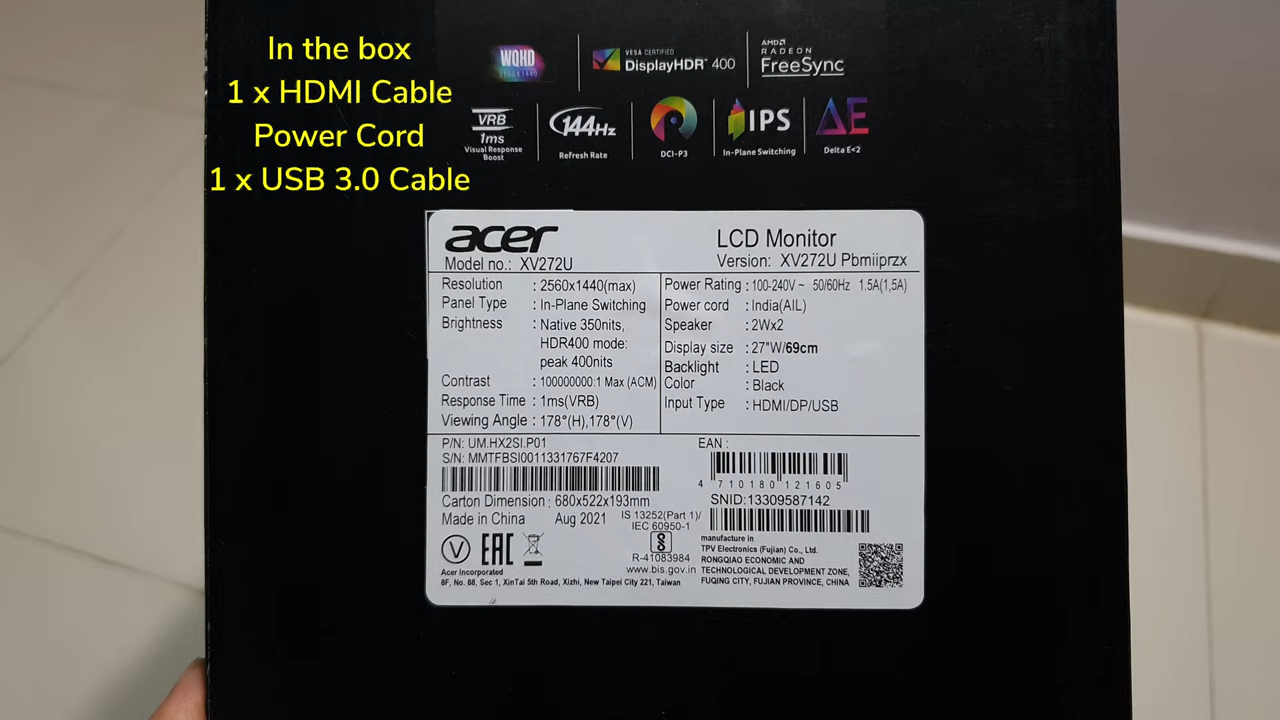 In the box
1 x HDMI Cable
Power Cord
1 x USB 3.0 Cable
WQHD
2560X1440
VESA CERTIFIED
DisplayHDR™ 400
AMD
RADEON
FreeSync
VRB
1ms
Visual Response
Boost
144Hz
Refresh Rate
DCI-P3
IPS
In-Plane Switching
ΔE
Delta E<2
acer
Model no.: XV272U
LCD Monitor
Version: XV272U Pbmiiprzx
Resolution : 2560x1440(max)
Panel Type : In-Plane Switching
Brightness : Native 350nits,
HDR400 mode:
peak 400nits
Contrast : 100000000:1 Max (ACM)
Response Time : 1ms(VRB)
Viewing Angle : 178°(H),178°(V)
Power Rating : 100-240V ~ 50/60Hz 1.5A(1,5A)
Power cord : India(AIL)
Speaker : 2Wx2
Display size : 27"W/69cm
Backlight : LED
Color : Black
Input Type : HDMI/DP/USB
P/N: UM.HX2SI.P01
S/N: MMTFBSI0011331767F4207
Carton Dimension : 680x522x193mm
Made in China Aug 2021
EAN :
4 710180 121605
SNID:13309587142
IS 13252(Part 1)/
IEC 60950-1
R-41083984
www.bis.gov.in
V
EAC
Acer Incorporated
8F, No. 88, Sec 1, XinTai 5th Road, Xizhi, New Taipei City 221, Taiwan
manufacture in
TPV Electronics (Fujian) Co., Ltd.
RONGQIAO ECONOMIC AND
TECHNOLOGICAL DEVELOPMENT ZONE,
FUQING CITY, FUJIAN PROVINCE, CHINA